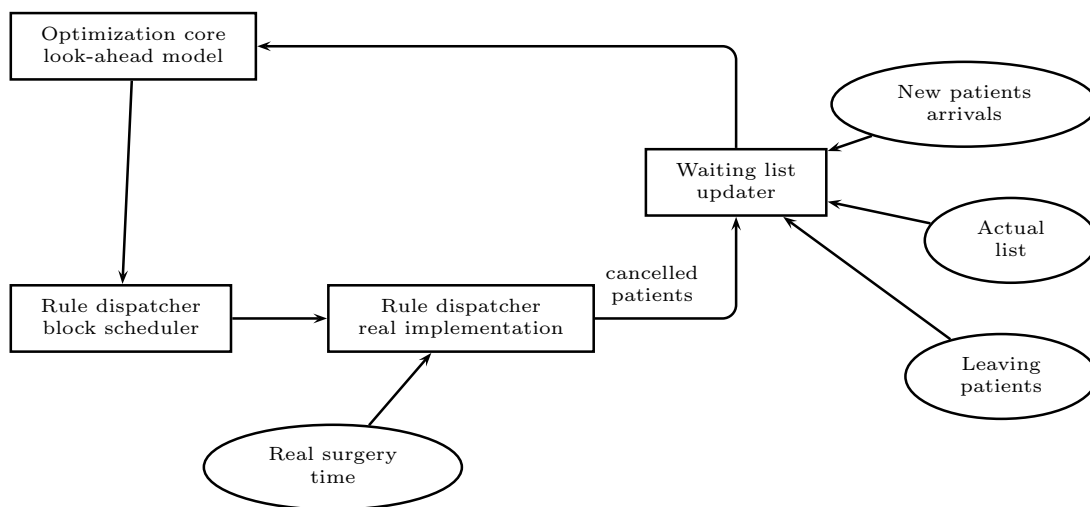 Optimization core
look-ahead model
New patients
arrivals
Waiting list
updater
Actual
list
cancelled
patients
Rule dispatcher
block scheduler
Rule dispatcher
real implementation
Leaving
patients
Real surgery
time